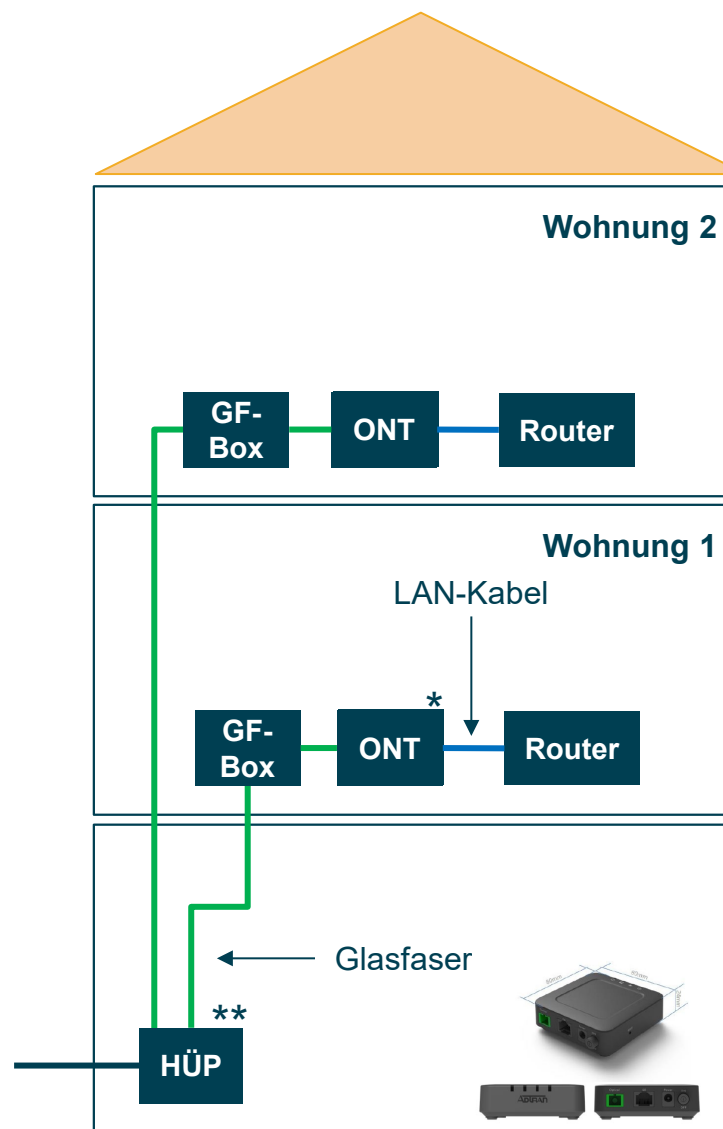 Wohnung 2
GF-
Box
ONT
Router
Wohnung 1
LAN-Kabel
*
GF-
Box
ONT
Router
Glasfaser
**
HÜP